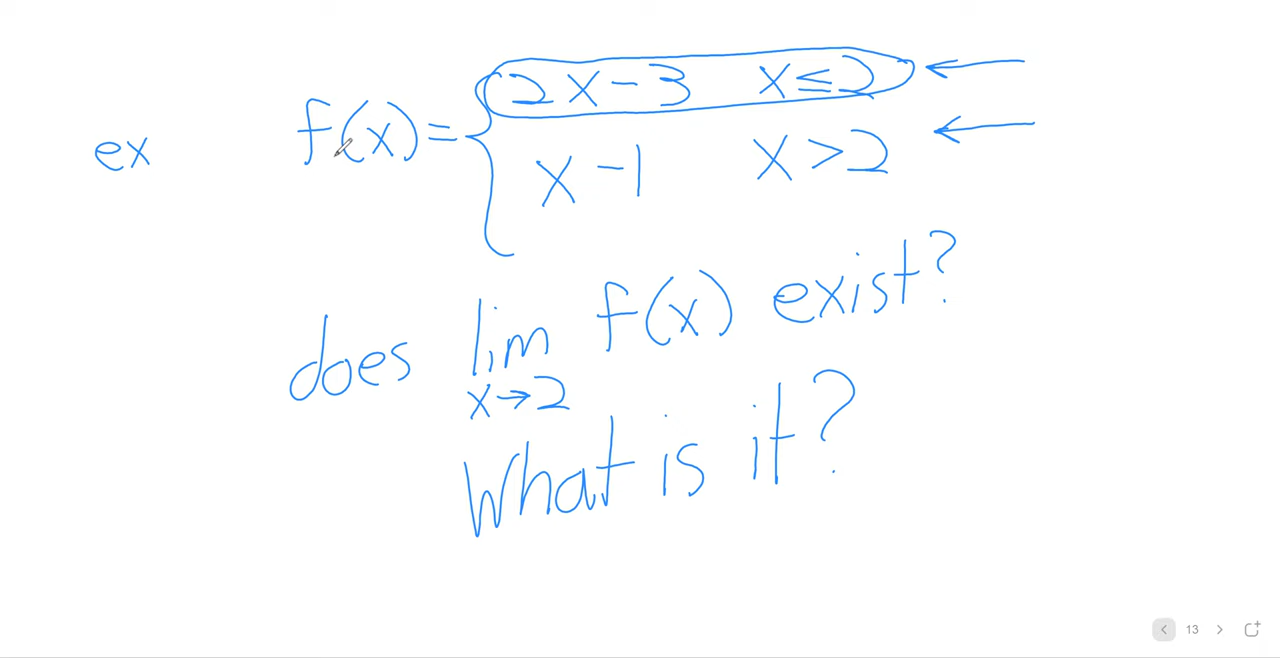 2x-3 x≤2
ex f(x)=
x-1 x>2
does lim f(x) exist?
x→2
What is it?
13